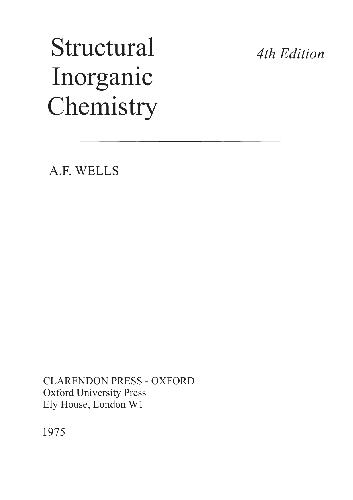 Structural
Inorganic
Chemistry
4th Edition
A.F. WELLS
CLARENDON PRESS - OXFORD
Oxford University Press
Ely House, London W1
1975